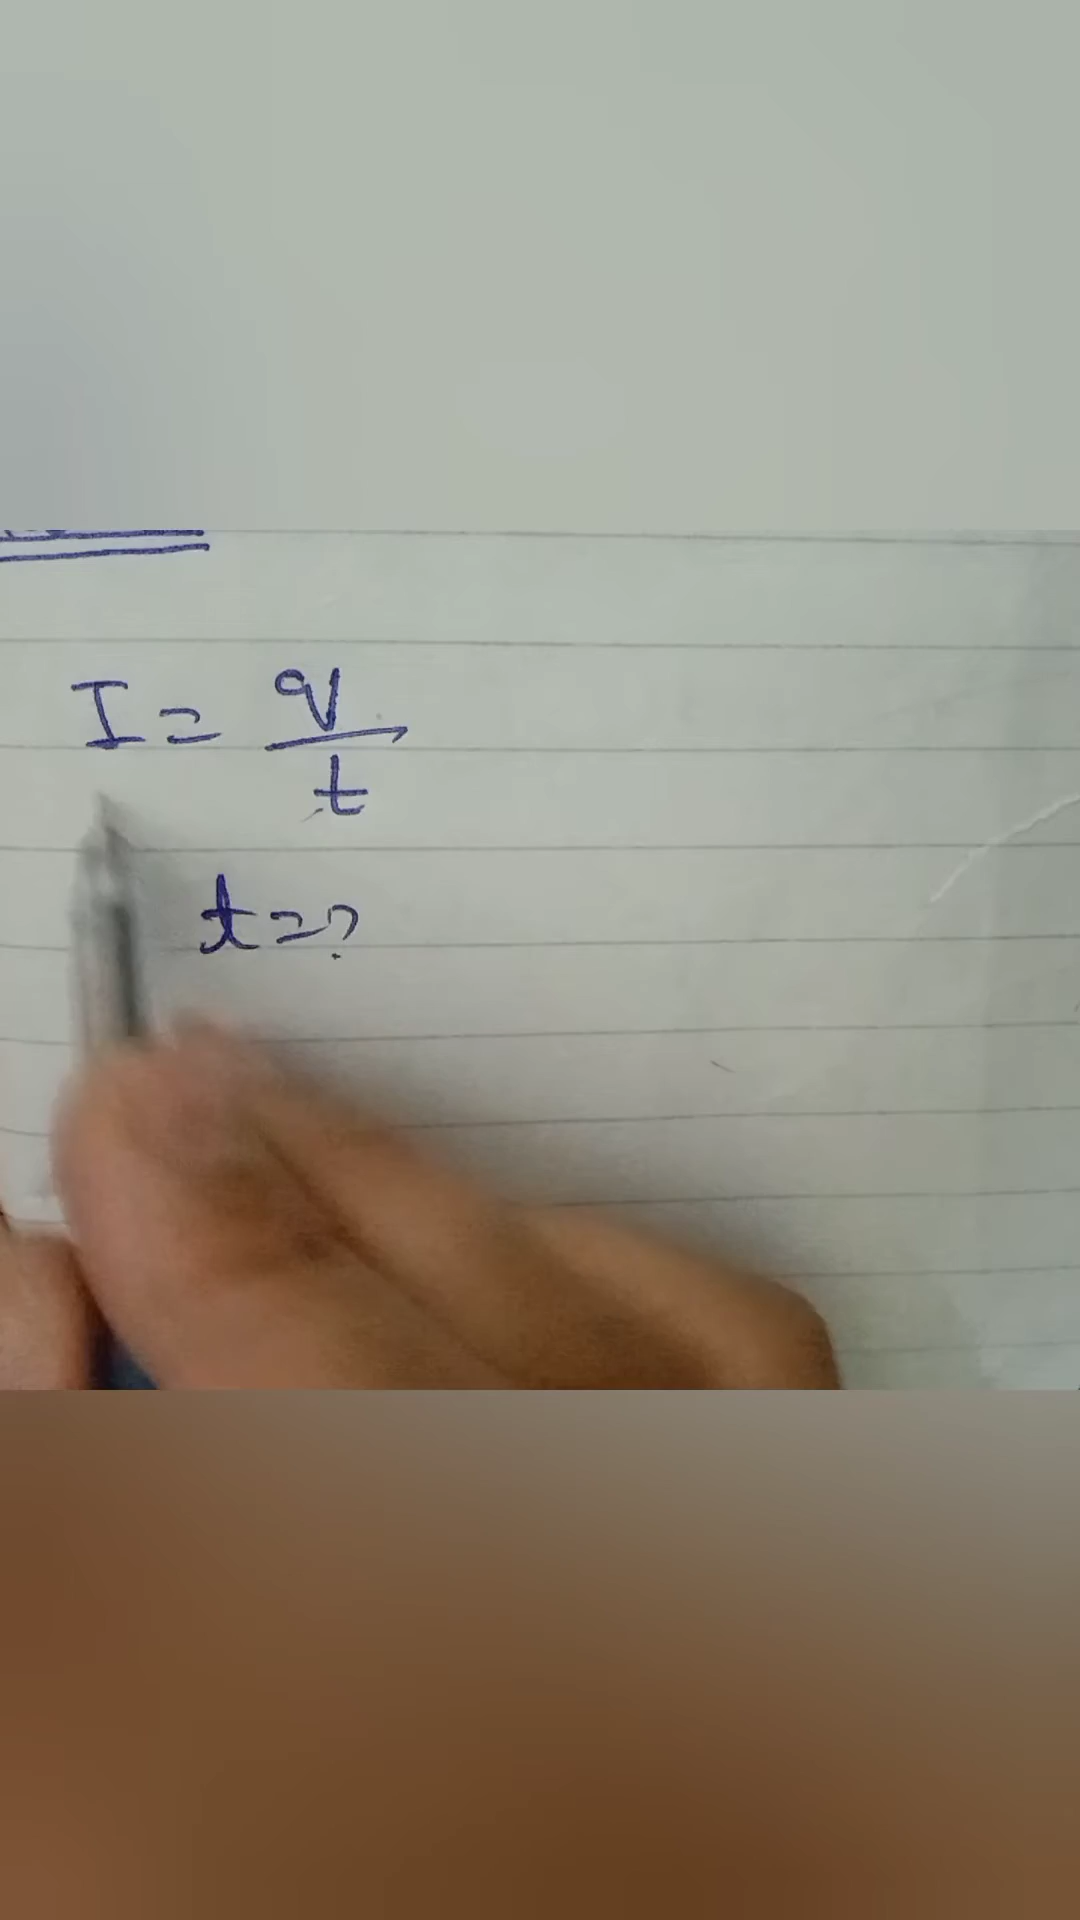 I = q/t
t = ?